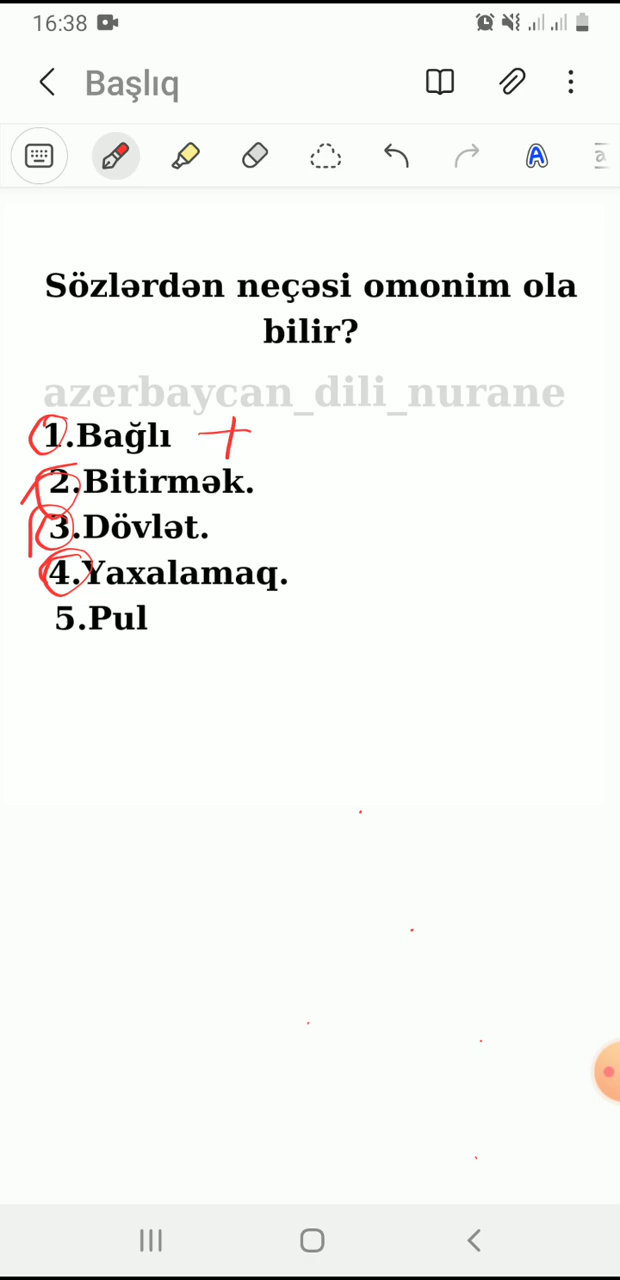 16:38
Başlıq
A
a
Sözlərdən neçəsi omonim ola
bilir?
azerbaycan_dili_nurane
1.Bağlı +
2.Bitirmək.
3.Dövlət.
4.Yaxalamaq.
5.Pul